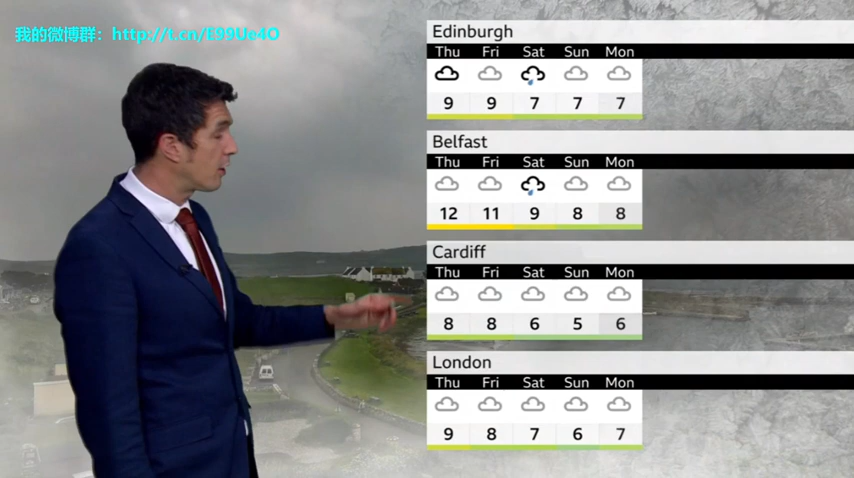 我的微博群：http://t.cn/E99Ue4O
Edinburgh
Thu Fri Sat Sun Mon
9 9 7 7 7
Belfast
Thu Fri Sat Sun Mon
12 11 9 8 8
Cardiff
Thu Fri Sat Sun Mon
8 8 6 5 6
London
Thu Fri Sat Sun Mon
9 8 7 6 7